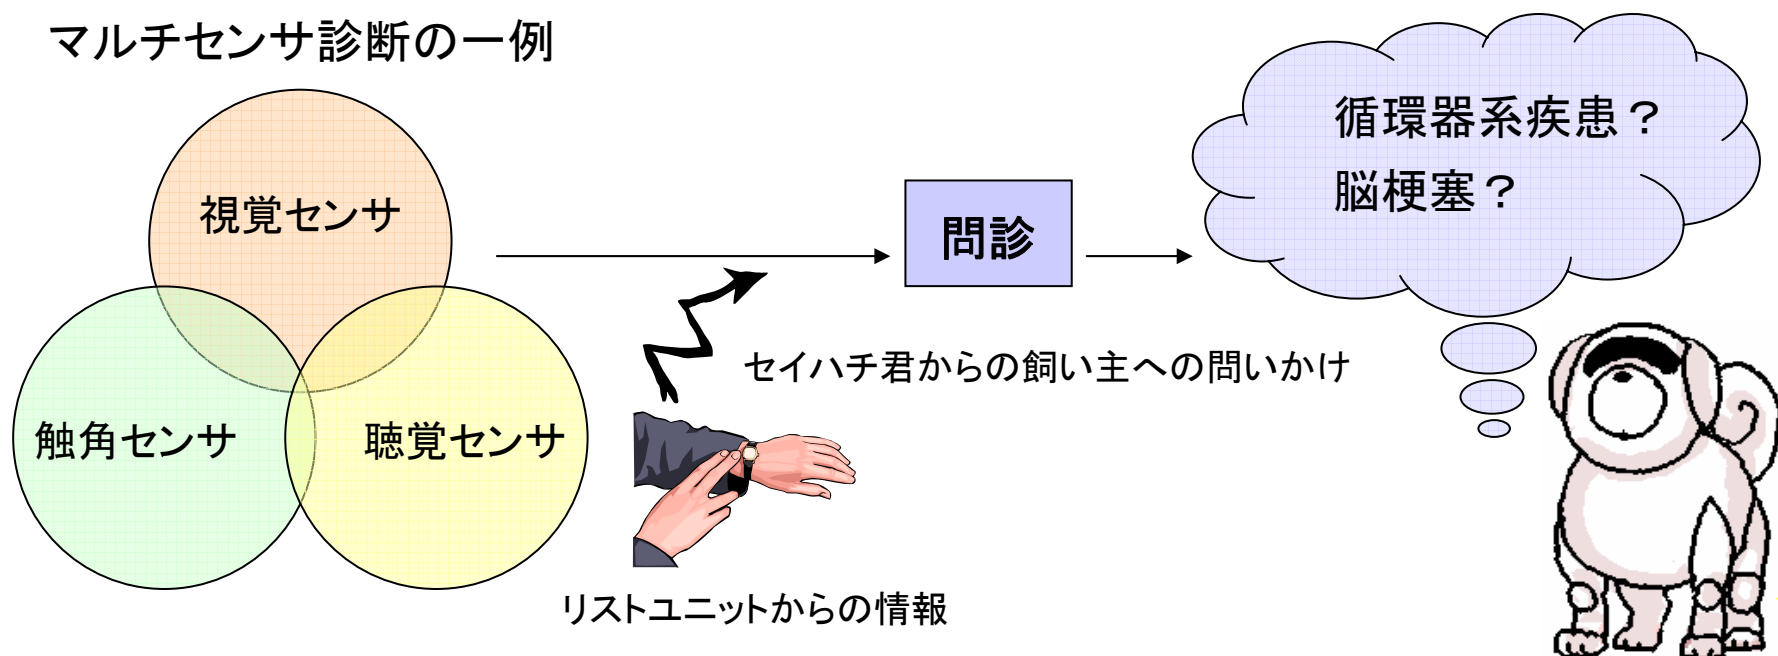 マルチセンサ診断の一例
視覚センサ
触角センサ
聴覚センサ
問診
セイハチ君からの飼い主への問いかけ
リストユニットからの情報
循環器系疾患？
脳梗塞？